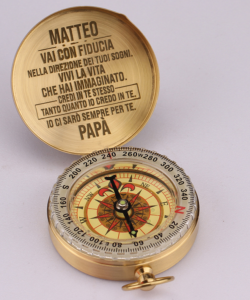 MATTEO
VAI CON FIDUCIA
NELLA DIREZIONE DEI TUOI SOGNI.
VIVI LA VITA
CHE HAI IMMAGINATO.
CREDI IN TE STESSO
TANTO QUANTO IO CREDO IN TE.
IO CI SARÒ SEMPRE PER TE.
PAPÀ